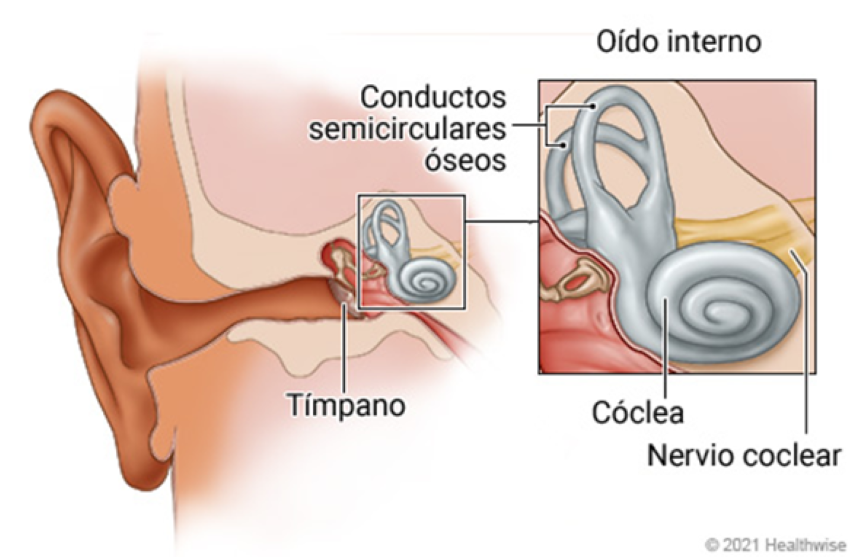 Oído interno
Conductos
semicirculares
óseos
Tímpano
Cóclea
Nervio coclear
© 2021 Healthwise